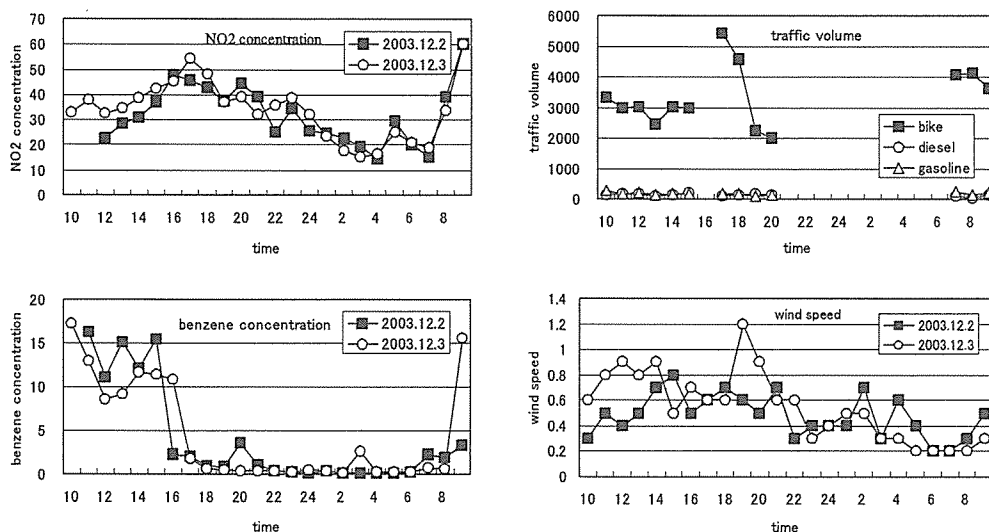 NO2 concentration
NO2 concentration
2003.12.2
2003.12.3
70
60
50
40
30
20
10
0
10 12 14 16 18 20 22 24 2 4 6 8
time
traffic volume
traffic volume
bike
diesel
gasoline
6000
5000
4000
3000
2000
1000
0
10 12 14 16 18 20 22 24 2 4 6 8
time
benzene concentration
benzene concentration
2003.12.2
2003.12.3
20
15
10
5
0
10 12 14 16 18 20 22 24 2 4 6 8
time
wind speed
wind speed
2003.12.2
2003.12.3
1.4
1.2
1
0.8
0.6
0.4
0.2
0
10 12 14 16 18 20 22 24 2 4 6 8
time